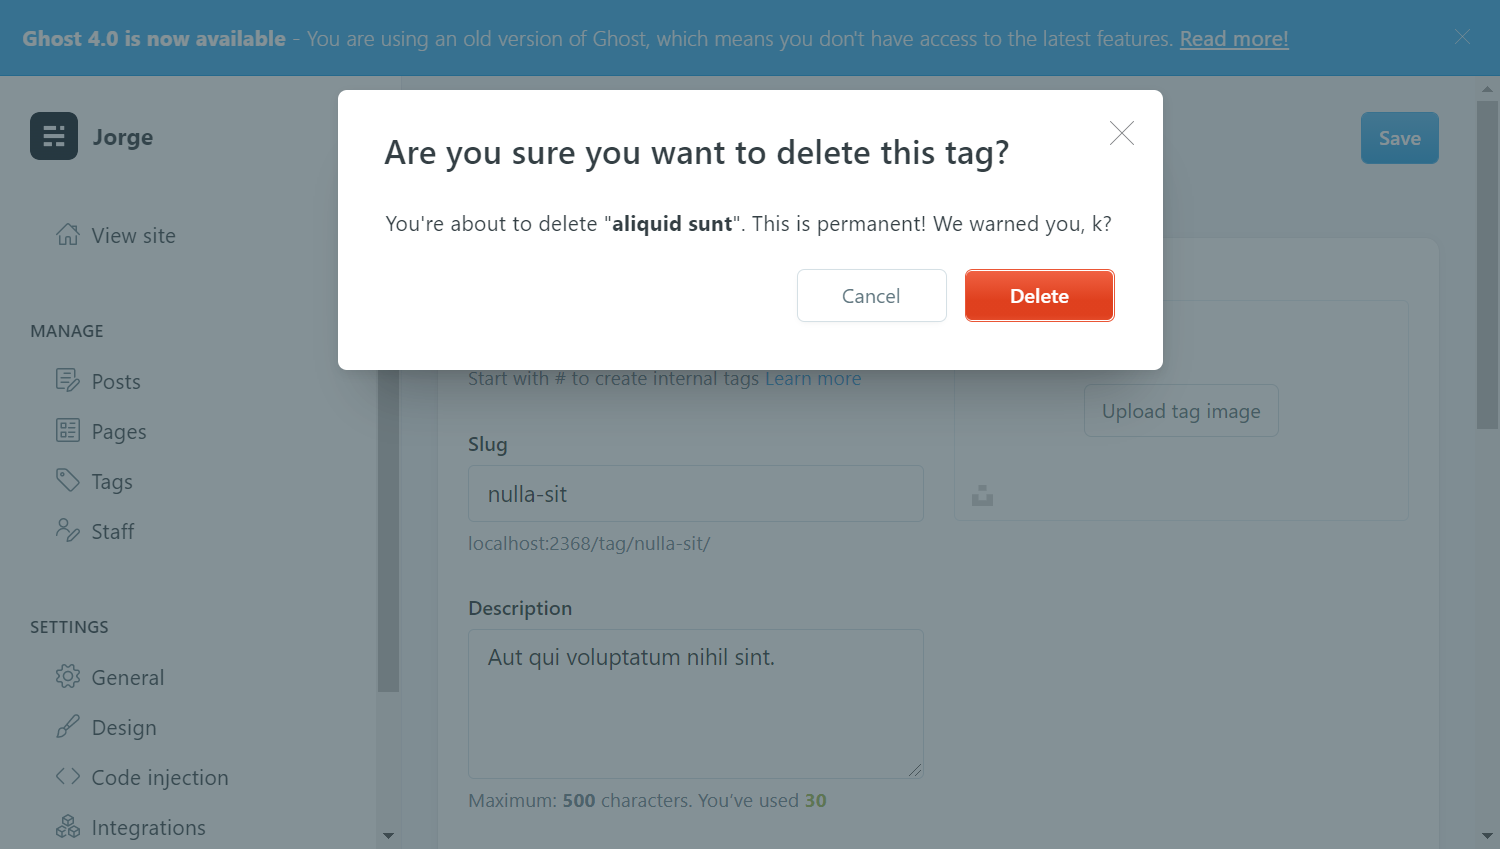 Ghost 4.0 is now available - You are using an old version of Ghost, which means you don't have access to the latest features. Read more!
Jorge
Save
View site
MANAGE
Posts
Pages
Tags
Staff
SETTINGS
General
Design
Code injection
Integrations
Are you sure you want to delete this tag?
You're about to delete "aliquid sunt". This is permanent! We warned you, k?
Cancel
Delete
Start with # to create internal tags Learn more
Upload tag image
Slug
nulla-sit
localhost:2368/tag/nulla-sit/
Description
Aut qui voluptatum nihil sint.
Maximum: 500 characters. You’ve used 30